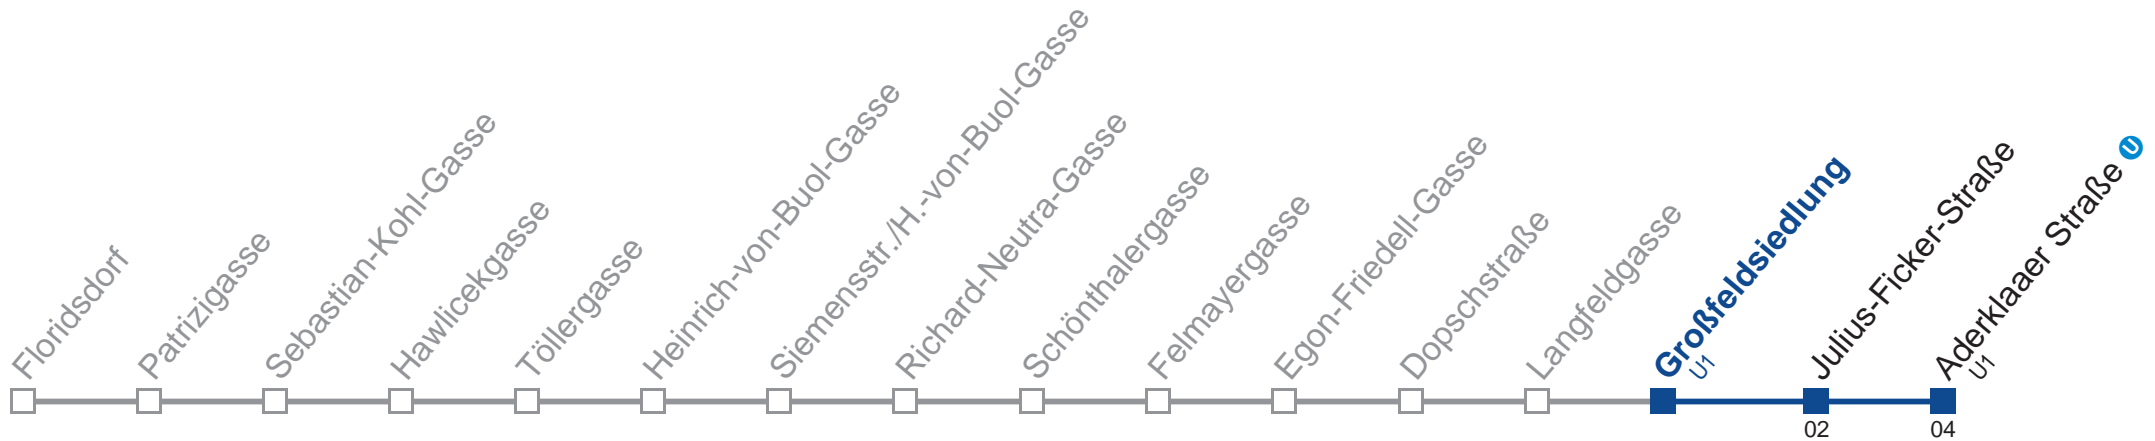 Floridsdorf
Patrizigasse
Sebastian-Kohl-Gasse
Hawlicekgasse
Töllergasse
Heinrich-von-Buol-Gasse
Siemensstr./H.-von-Buol-Gasse
Richard-Neutra-Gasse
Schönthalergasse
Felmayergasse
Egon-Friedell-Gasse
Dopschstraße
Langfeldgasse
Großfeldsiedlung
U1
Julius-Ficker-Straße
Aderklaaer Straße U
U1
02
04